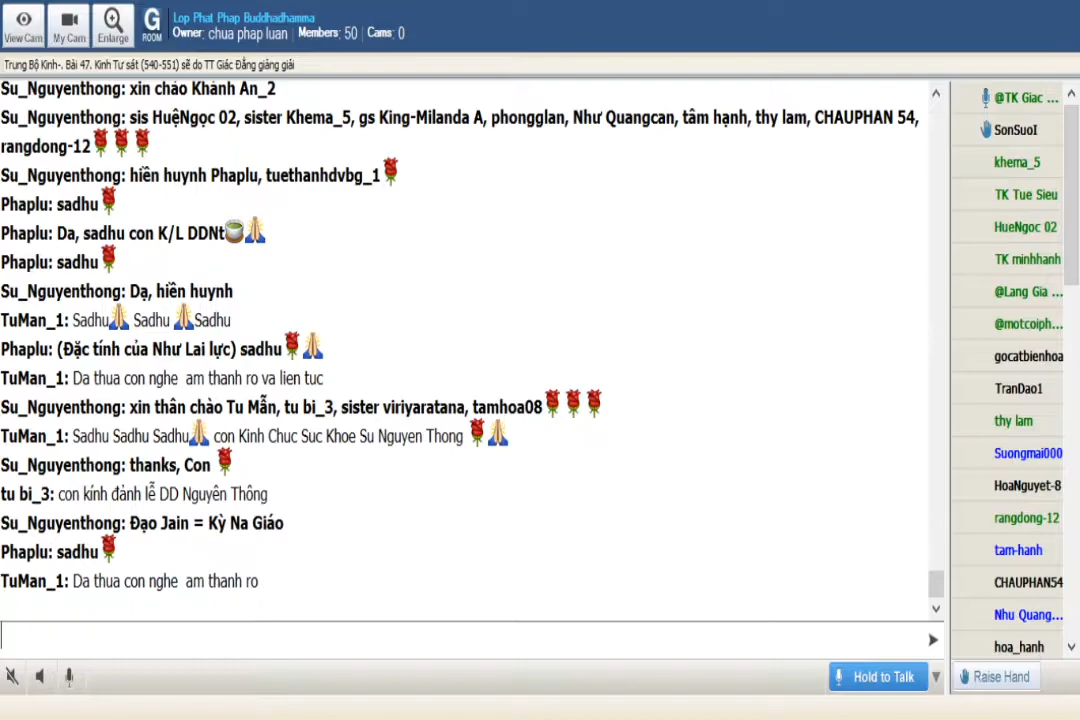 View Cam
My Cam
Enlarge
G
ROOM
Lop Phat Phap Buddhadhamma
Owner: chua phap luan | Members: 50 | Cams: 0
Trung Bộ Kinh-. Bài 47. Kinh Tư sát (540-551) sẽ do TT Giác Đẳng giảng giải
Su_Nguyenthong: xin chào Khánh An_2
Su_Nguyenthong: sis HuệNgọc 02, sister Khema_5, gs King-Milanda A, phongglan, Như Quangcan, tâm hạnh, thy lam, CHAUPHAN 54,
rangdong-12🌹🌹🌹
Su_Nguyenthong: hiền huynh Phaplu, tuethanhdvbg_1🌹
Phaplu: sadhu🌹
Phaplu: Da, sadhu con K/L DDNt🍵🙏
Phaplu: sadhu🌹
Su_Nguyenthong: Dạ, hiền huynh
TuMan_1: Sadhu🙏 Sadhu 🙏Sadhu
Phaplu: (Đặc tính của Như Lai lực) sadhu🌹🙏
TuMan_1: Da thua con nghe am thanh ro va lien tuc
Su_Nguyenthong: xin thân chào Tu Mẫn, tu bi_3, sister viriyaratana, tamhoa08🌹🌹🌹
TuMan_1: Sadhu Sadhu Sadhu🙏 con Kinh Chuc Suc Khoe Su Nguyen Thong 🌹🙏
Su_Nguyenthong: thanks, Con 🌹
tu bi_3: con kính đảnh lễ DD Nguyên Thông
Su_Nguyenthong: Đạo Jain = Kỳ Na Giáo
Phaplu: sadhu🌹
TuMan_1: Da thua con nghe am thanh ro
Hold to Talk
@TK Giac ...
SonSuoI
khema_5
TK Tue Sieu
HueNgoc 02
TK minhhanh
@Lang Gia ...
@motcoiph...
gocatbienhoa
TranDao1
thy lam
Suongmai000
HoaNguyet-8
rangdong-12
tam-hanh
CHAUPHAN54
Nhu Quang...
hoa_hanh
Raise Hand